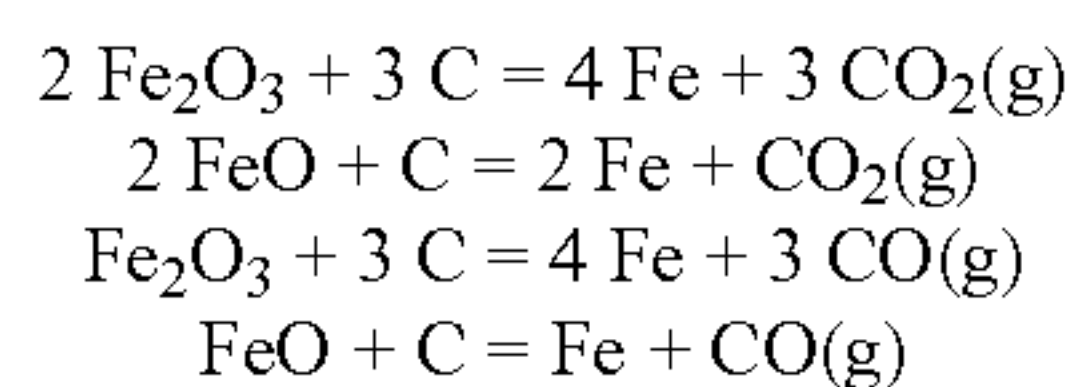 2 Fe₂O₃ + 3 C = 4 Fe + 3 CO₂(g)
2 FeO + C = 2 Fe + CO₂(g)
Fe₂O₃ + 3 C = 4 Fe + 3 CO(g)
FeO + C = Fe + CO(g)